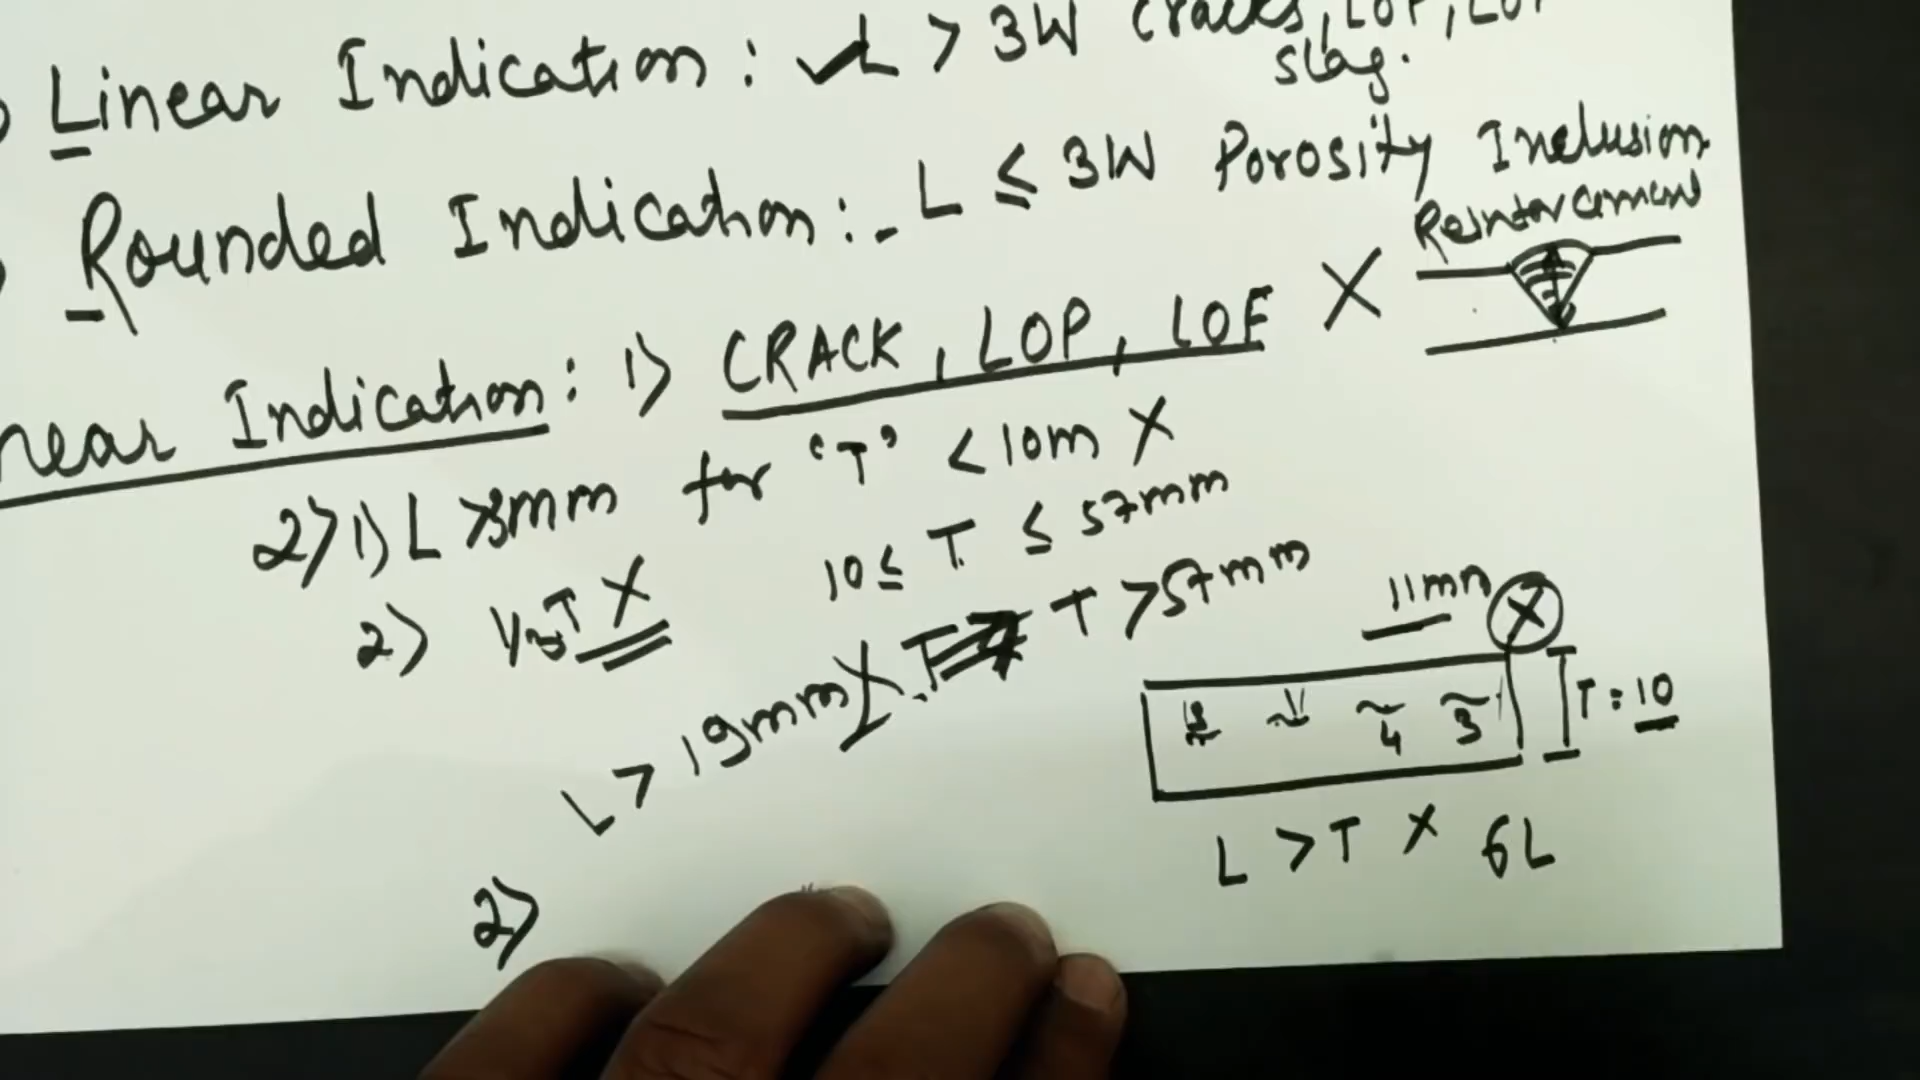 Linear Indication : L > 3W Cracks, LOP, LOF
slag.
Rounded Indication :- L ≤ 3W Porosity Inclusion
Reinforcement
near Indication : 1) CRACK, LOP, LOF X
2) 1) L > 3mm for 'T' < 10m X
2) 1/3T X 10 ≤ T ≤ 57mm
L > 19mm X T > 57mm
11mm X
4 3 T : 10
L > T X 6L
2)